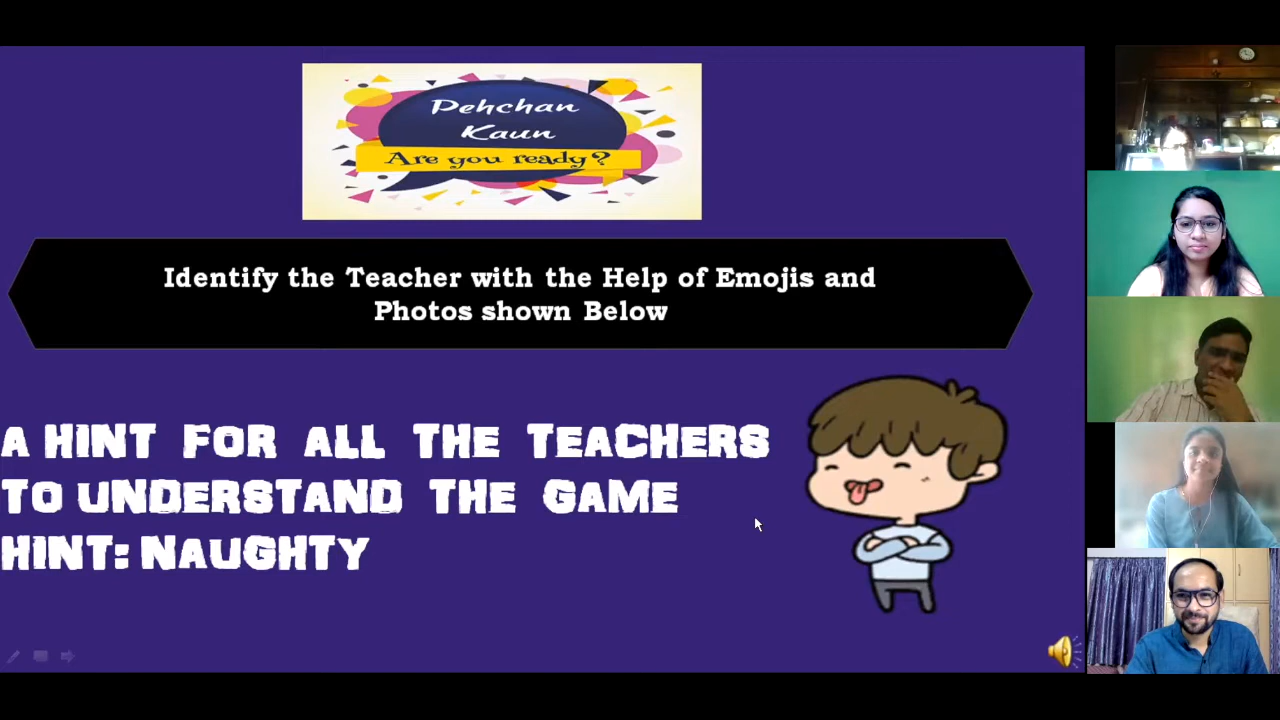 Pehchan
Kaun
Are you ready?
Identify the Teacher with the Help of Emojis and
Photos shown Below
A HINT FOR ALL THE TEACHERS
TO UNDERSTAND THE GAME
HINT: NAUGHTY